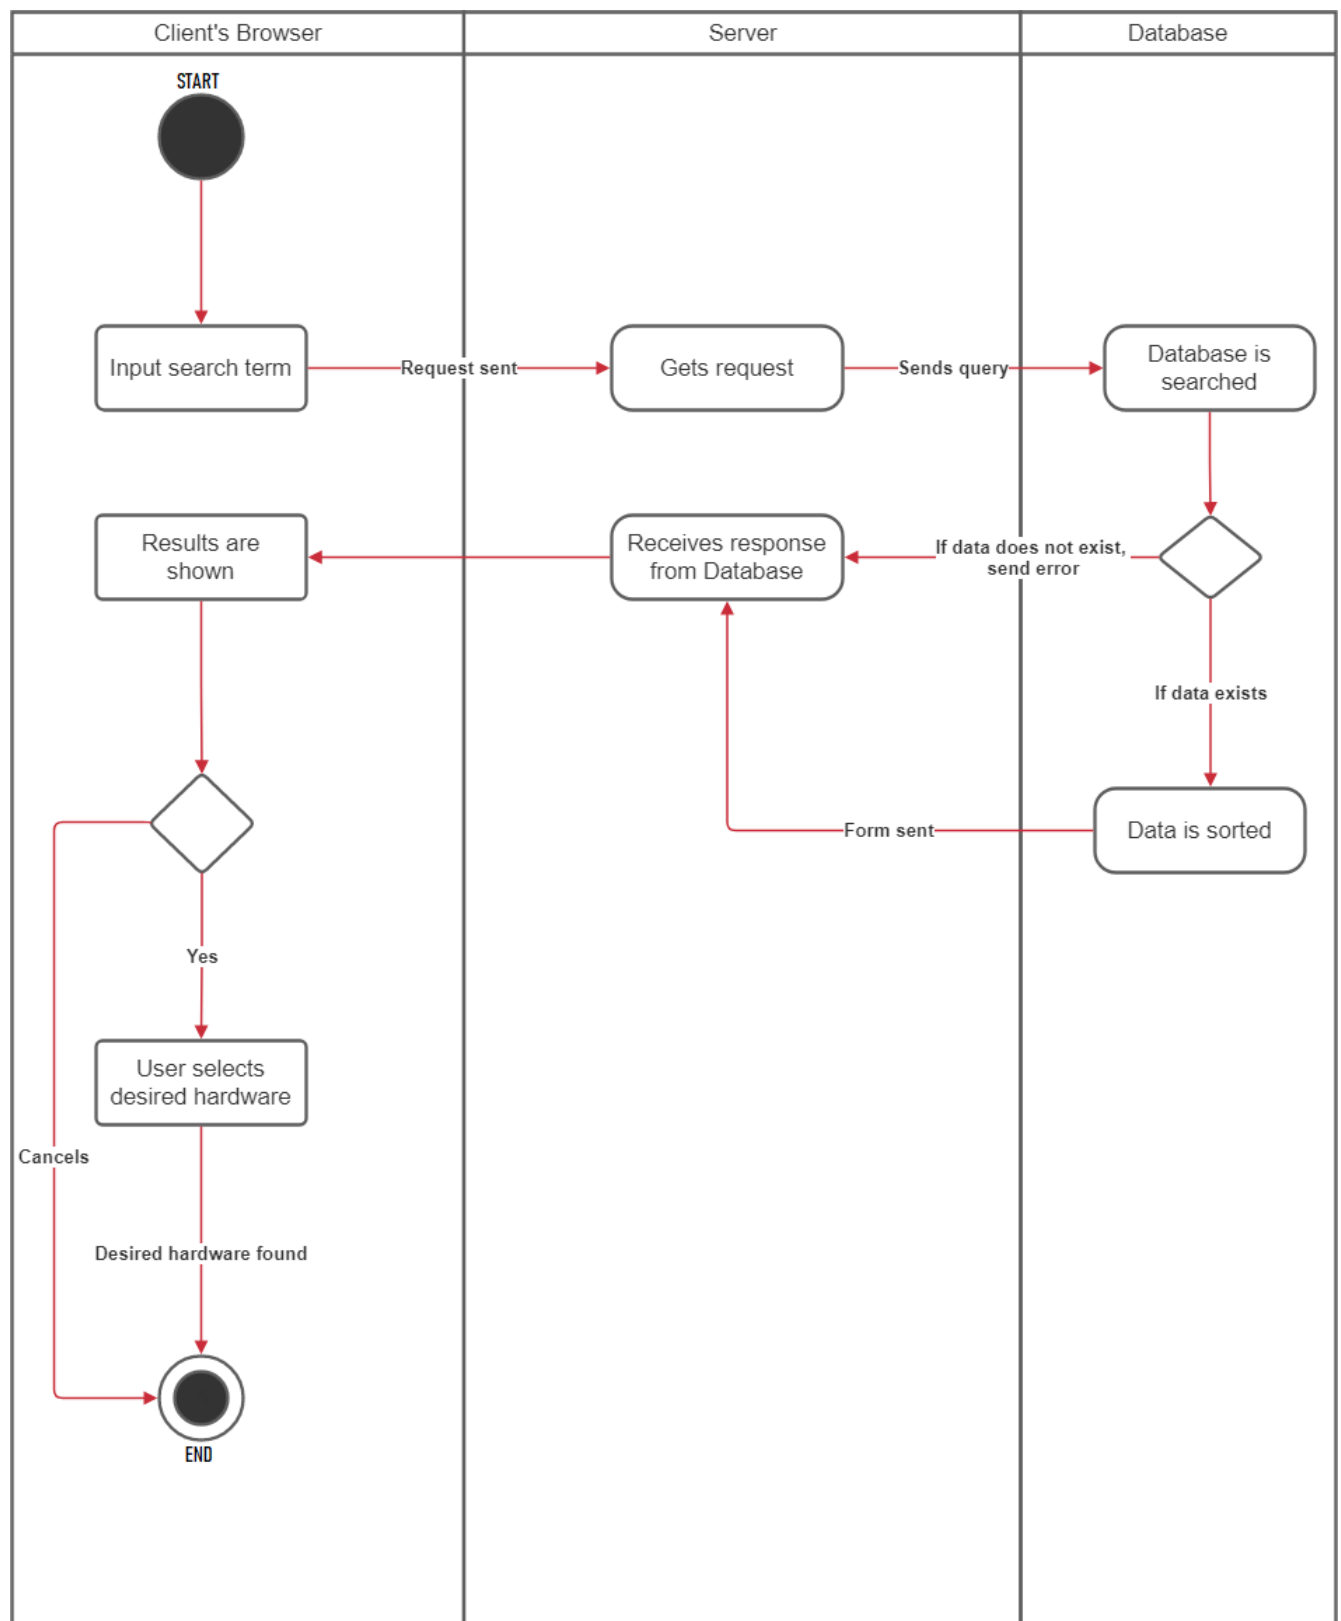 Client's Browser
Server
Database
START
Input search term
Request sent
Gets request
Sends query
Database is
searched
Results are
shown
Receives response
from Database
If data does not exist,
send error
If data exists
Form sent
Data is sorted
Yes
User selects
desired hardware
Cancels
Desired hardware found
END